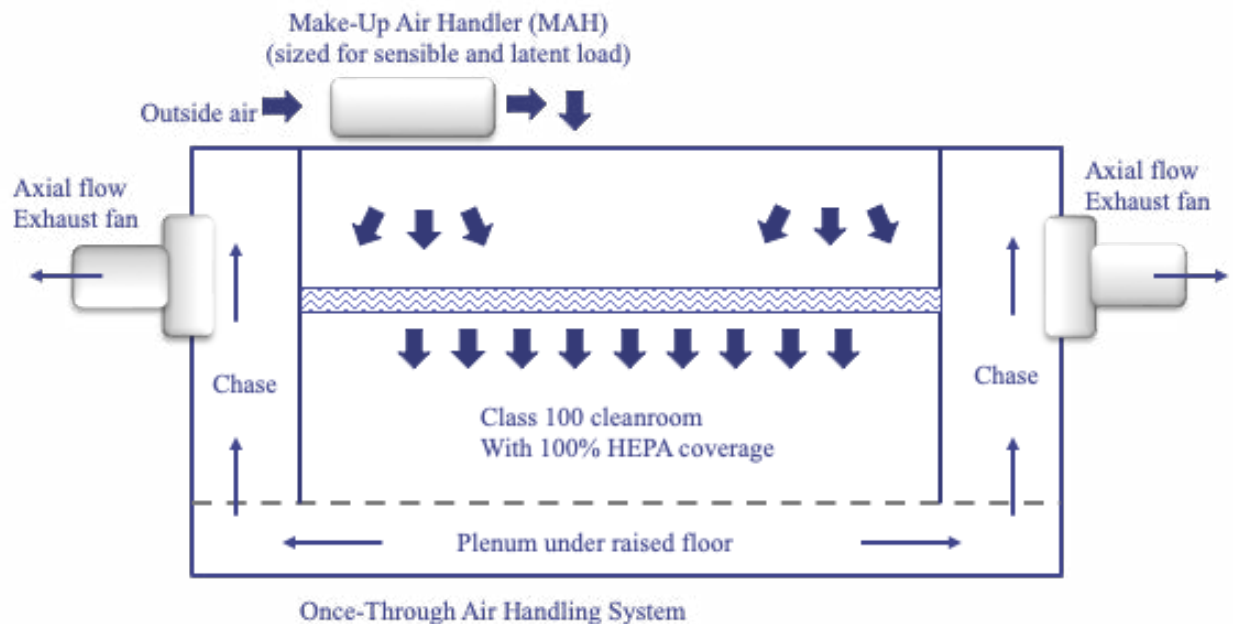 Make-Up Air Handler (MAH)
(sized for sensible and latent load)
Outside air
Axial flow
Exhaust fan
Axial flow
Exhaust fan
Chase
Chase
Class 100 cleanroom
With 100% HEPA coverage
Plenum under raised floor
Once-Through Air Handling System